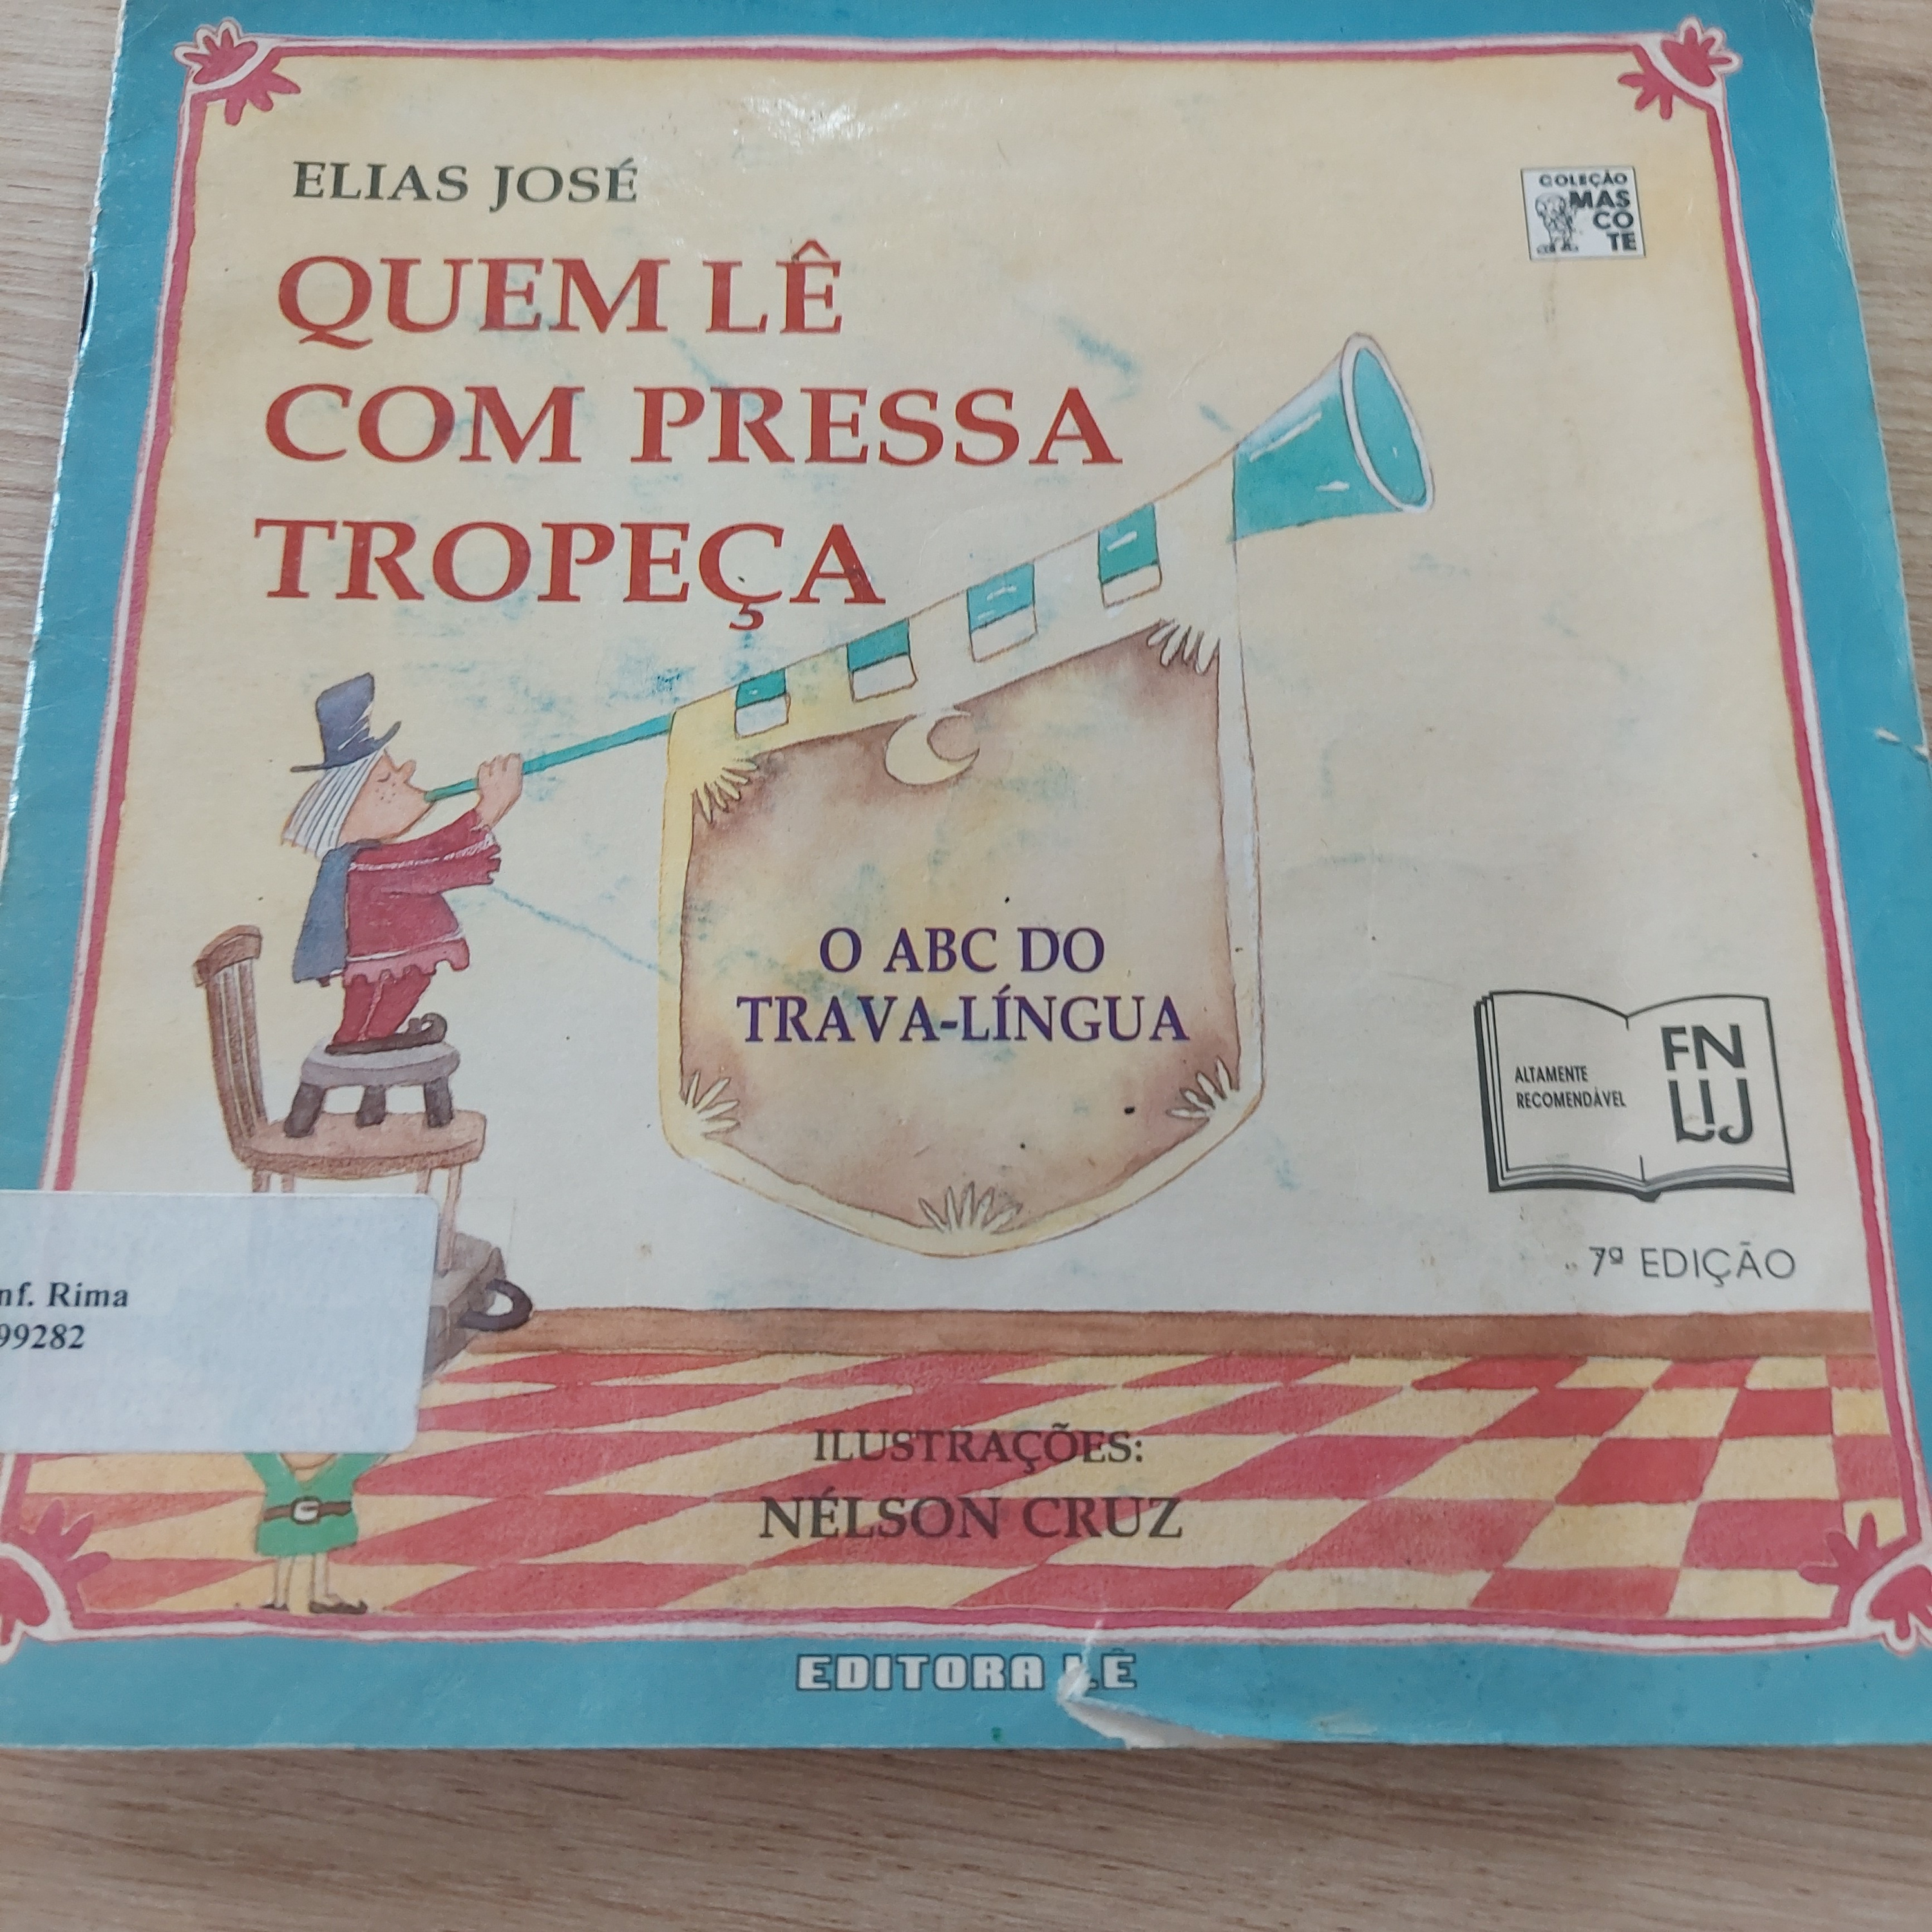 ELIAS JOSÉ
COLEÇÃO
MAS
CO
TE
QUEM LÊ
COM PRESSA
TROPEÇA
O ABC DO
TRAVA-LÍNGUA
ALTAMENTE
RECOMENDÁVEL
FN
LIJ
7ª EDIÇÃO
nf. Rima
99282
ILUSTRAÇÕES:
NÉLSON CRUZ
EDITORA LÊ